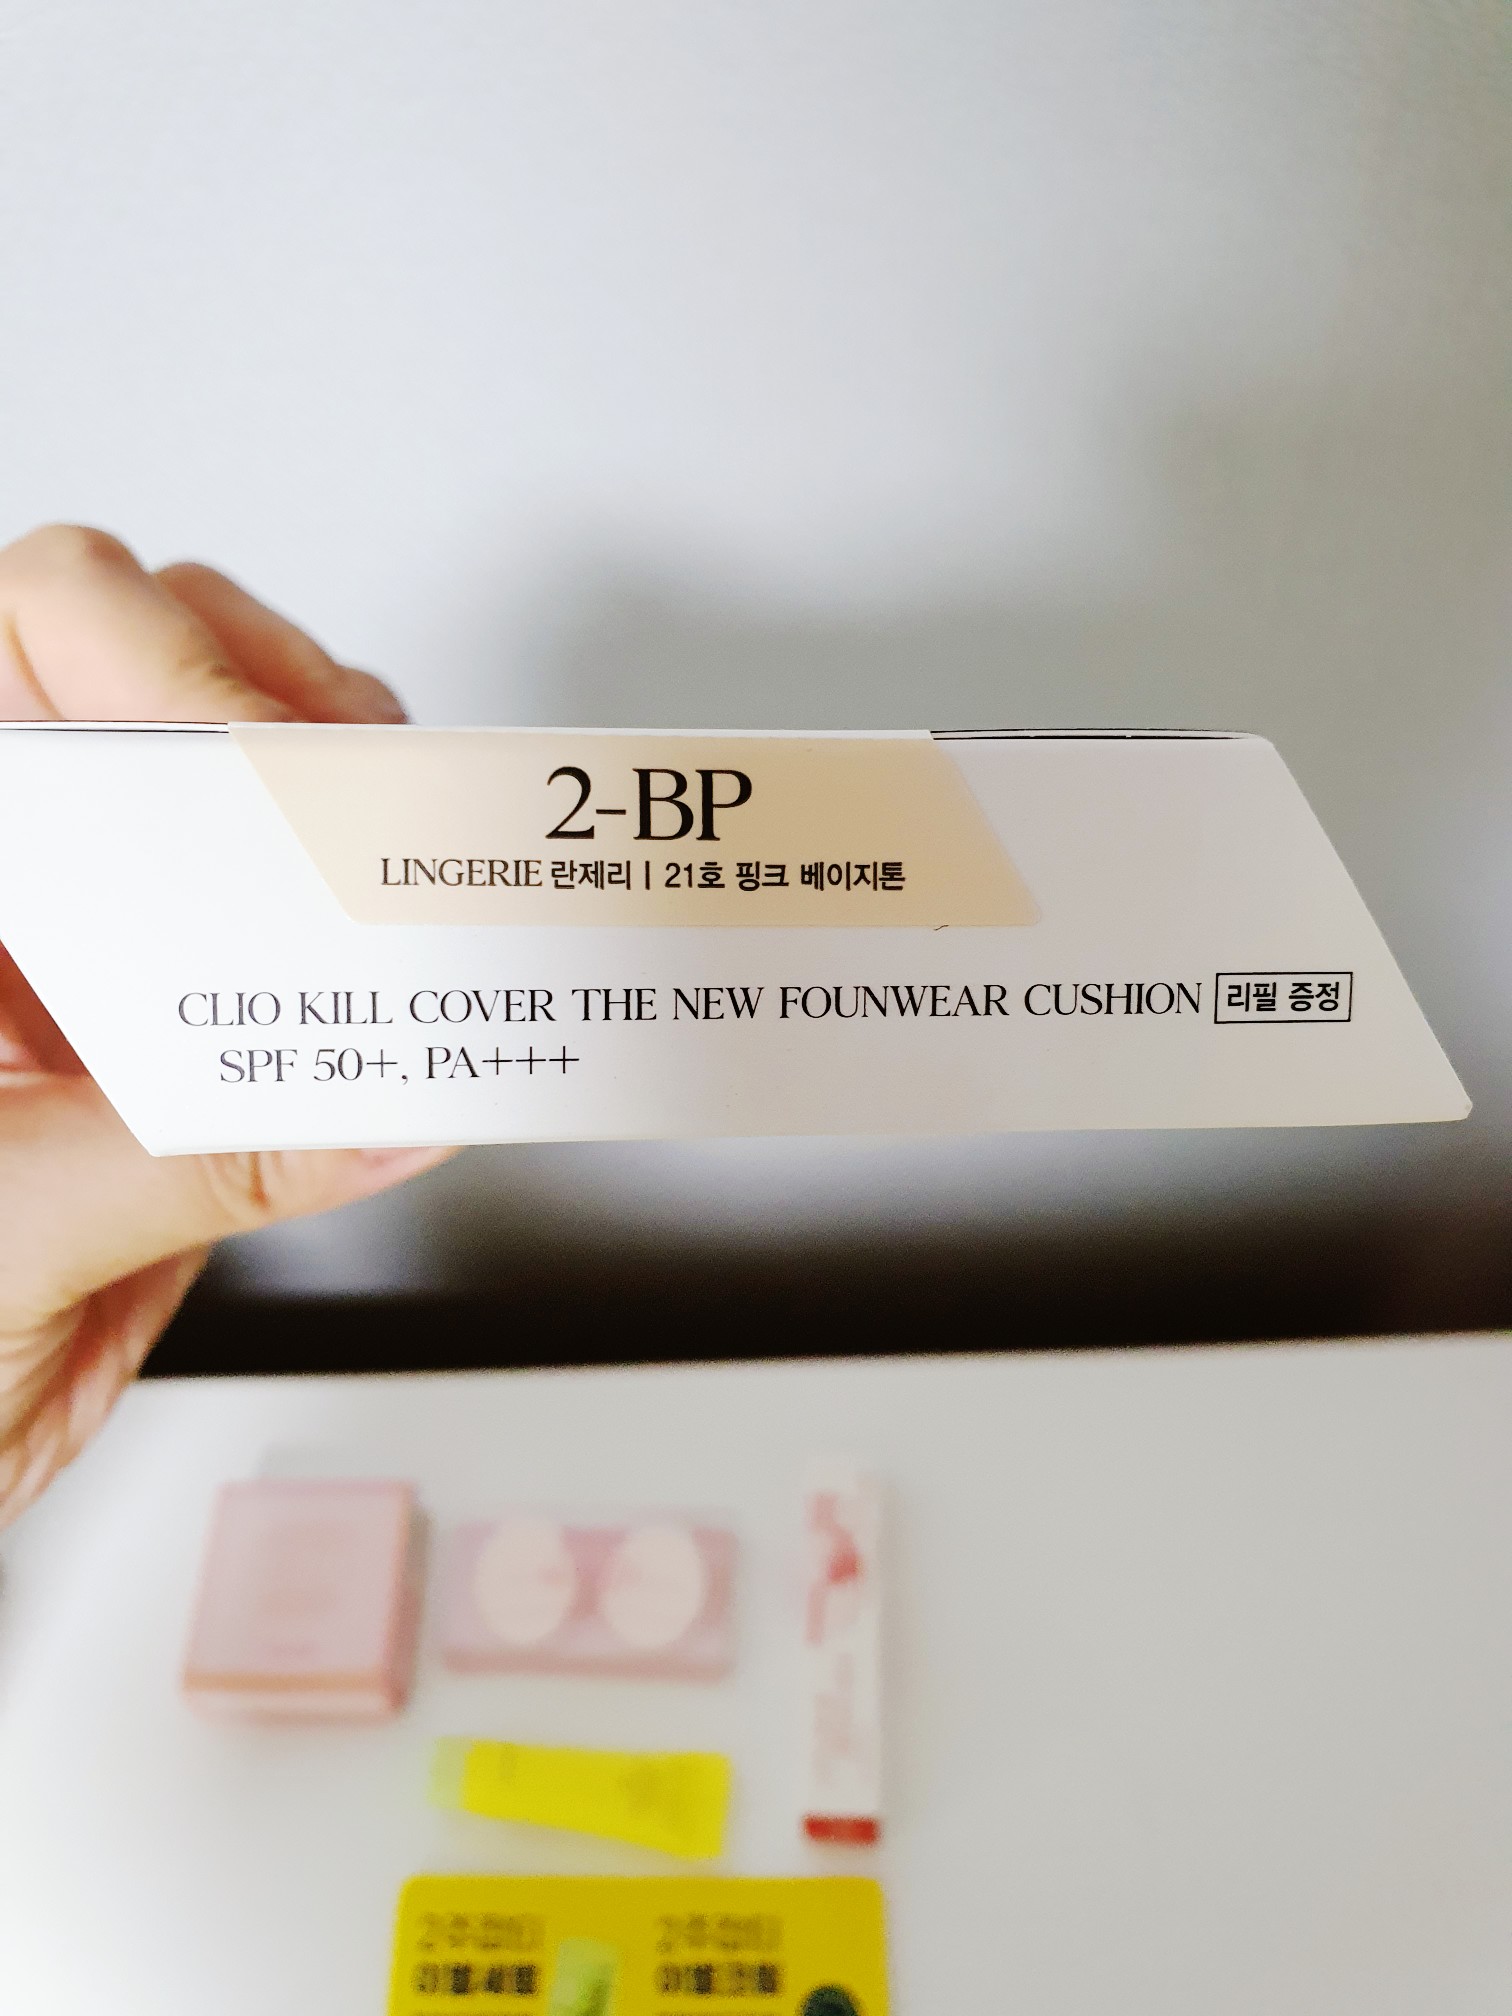 2-BP
LINGERIE 란제리 | 21호 핑크 베이지톤
CLIO KILL COVER THE NEW FOUNWEAR CUSHION 리필 증정
SPF 50+, PA+++